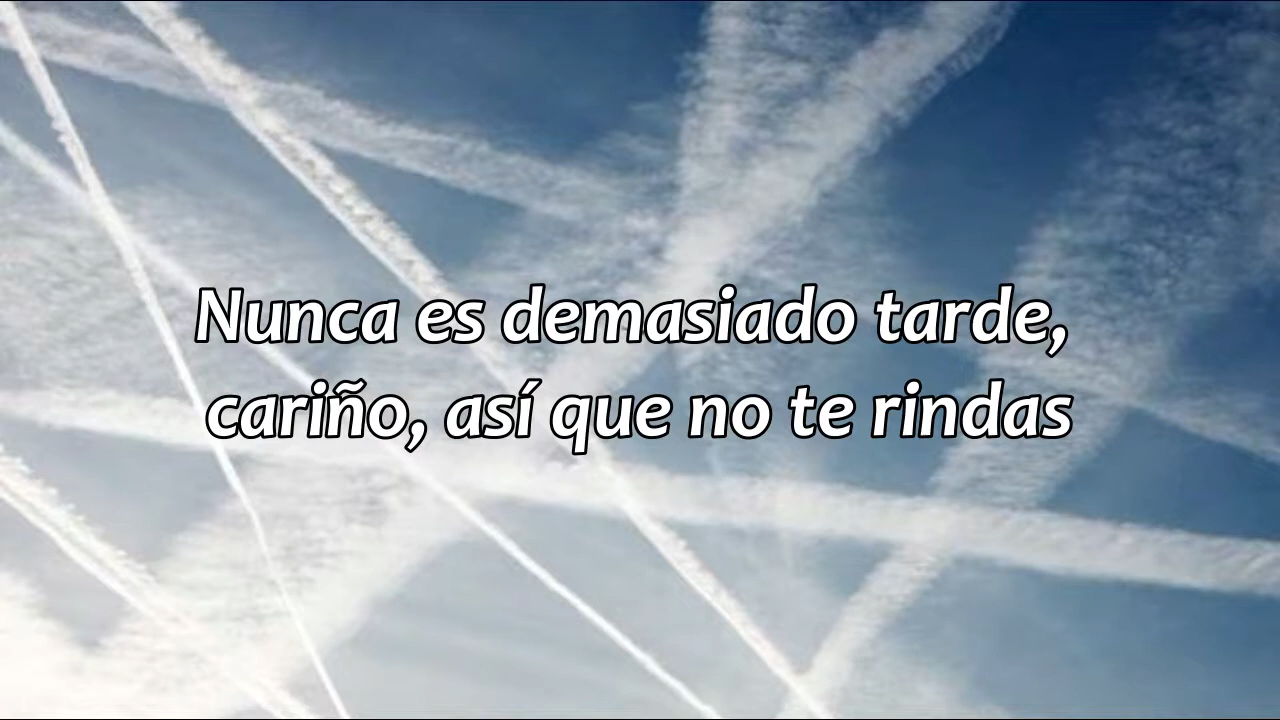 Nunca es demasiado tarde,
cariño, así que no te rindas